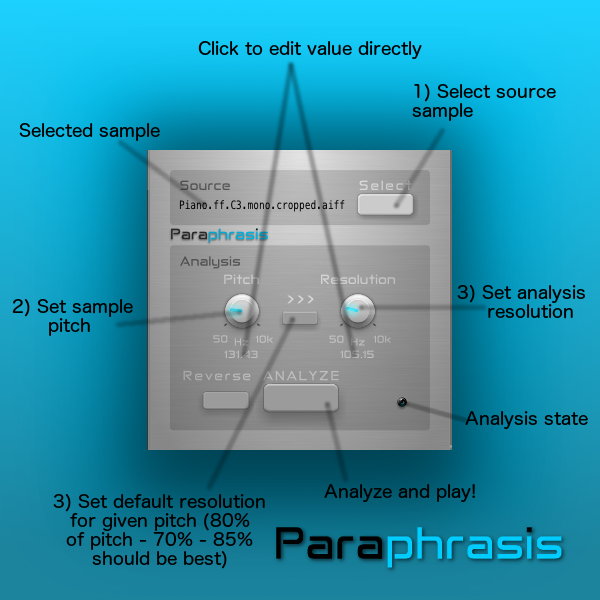 Click to edit value directly
1) Select source
sample
Selected sample
Source
Select
Piano.ff.C3.mono.cropped.aiff
Paraphrasis
Analysis
Pitch
Resolution
>>>
2) Set sample
pitch
3) Set analysis
resolution
50 Hz 10k
131.43
50 Hz 10k
105.15
Reverse
ANALYZE
Analysis state
3) Set default resolution
for given pitch (80%
of pitch - 70% - 85%
should be best)
Analyze and play!
Paraphrasis